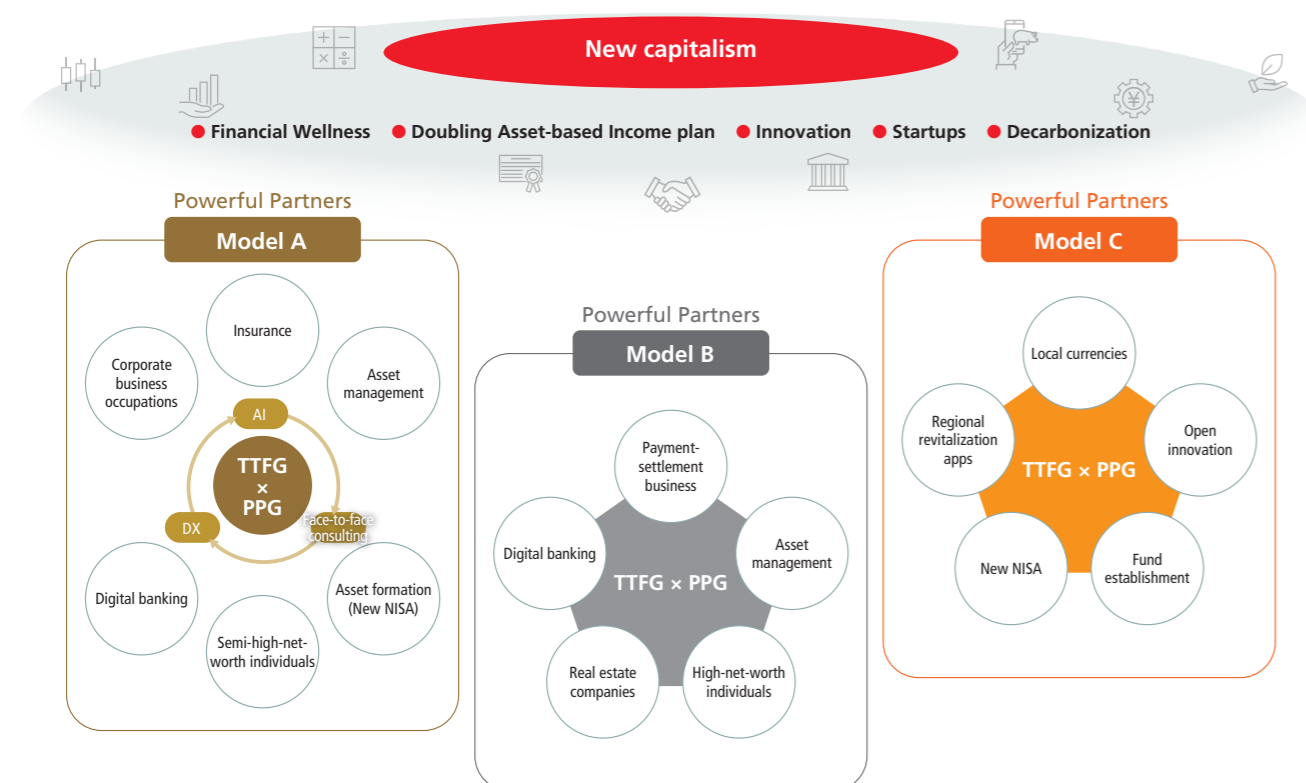 New capitalism
● Financial Wellness ● Doubling Asset-based Income plan ● Innovation ● Startups ● Decarbonization
Powerful Partners
Model A
Insurance
Corporate
business
occupations
Asset
management
AI
TTFG
×
PPG
DX
Face-to-face
consulting
Digital banking
Asset formation
(New NISA)
Semi-high-net-
worth individuals
Powerful Partners
Model B
Payment-
settlement
business
Digital banking
Asset
management
TTFG × PPG
Real estate
companies
High-net-worth
individuals
Powerful Partners
Model C
Local currencies
Regional
revitalization
apps
Open
innovation
TTFG × PPG
New NISA
Fund
establishment